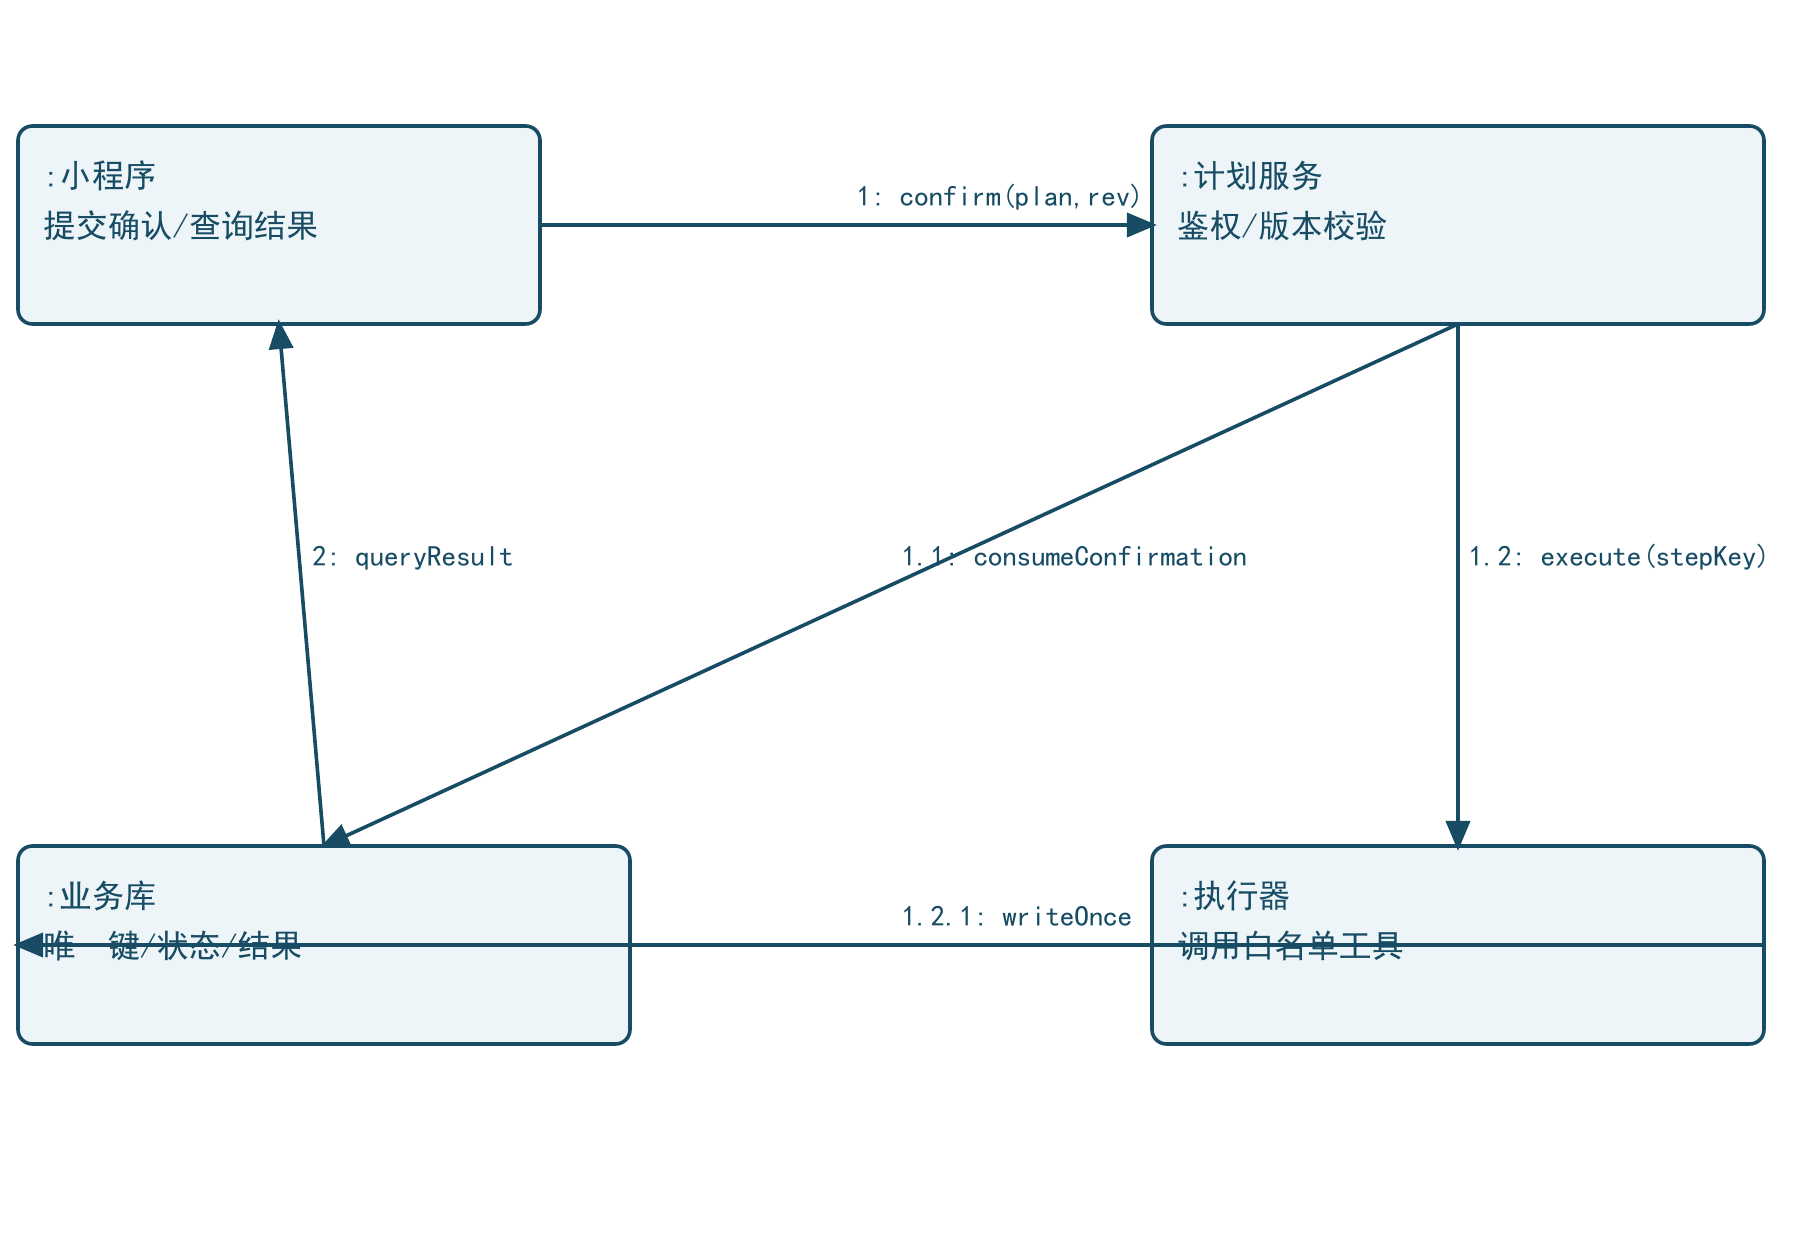 :小程序
提交确认/查询结果
1: confirm(plan,rev)
:计划服务
鉴权/版本校验
2: queryResult
1.1: consumeConfirmation
1.2: execute(stepKey)
:业务库
唯 键/状态/结果
1.2.1: writeOnce
:执行器
调用白名单工具